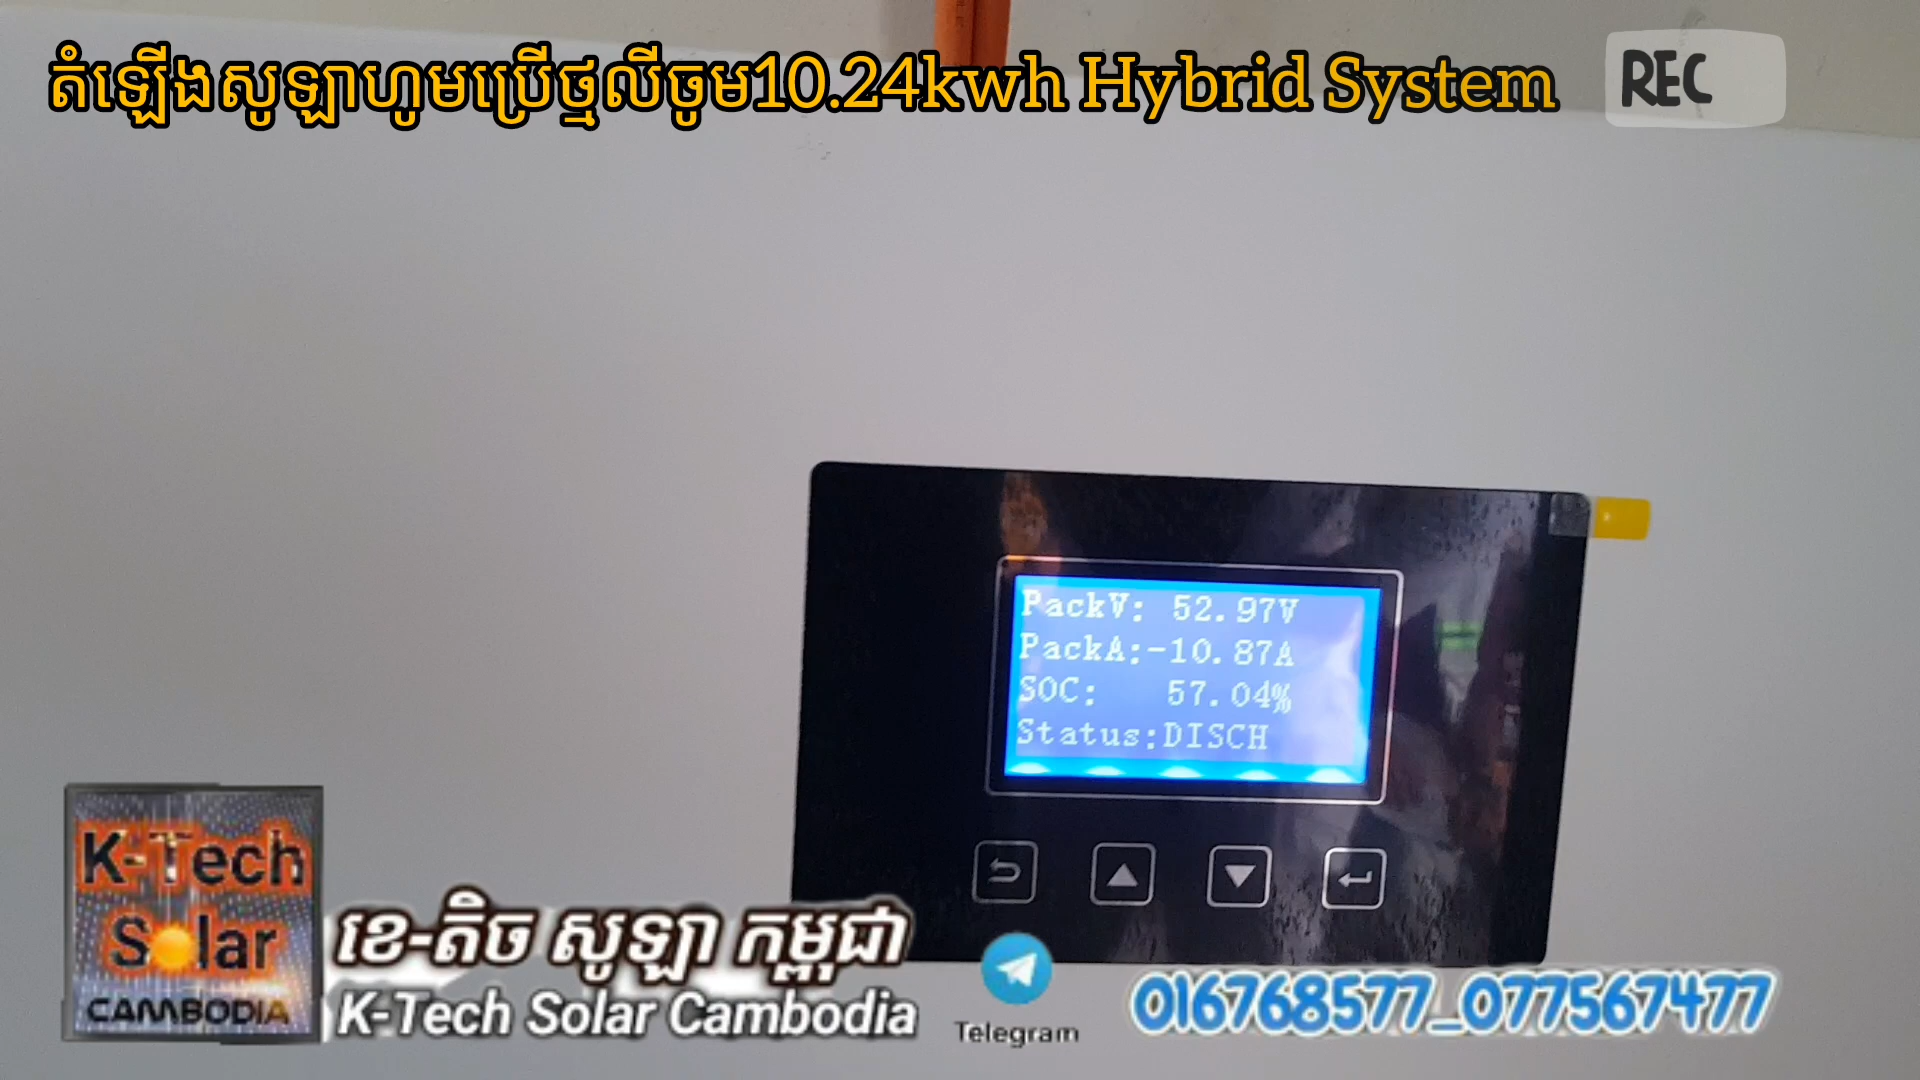 តំឡើងសូឡាហូមប្រើថ្មលីចូម10.24kwh Hybrid System
REC
PackV: 52.97V
PackA:-10.87A
SOC: 57.04%
Status:DISCH
K-Tech
Solar
CAMBODIA
ខេ-តិច សូឡា កម្ពុជា
K-Tech Solar Cambodia
Telegram
016768577_077567477